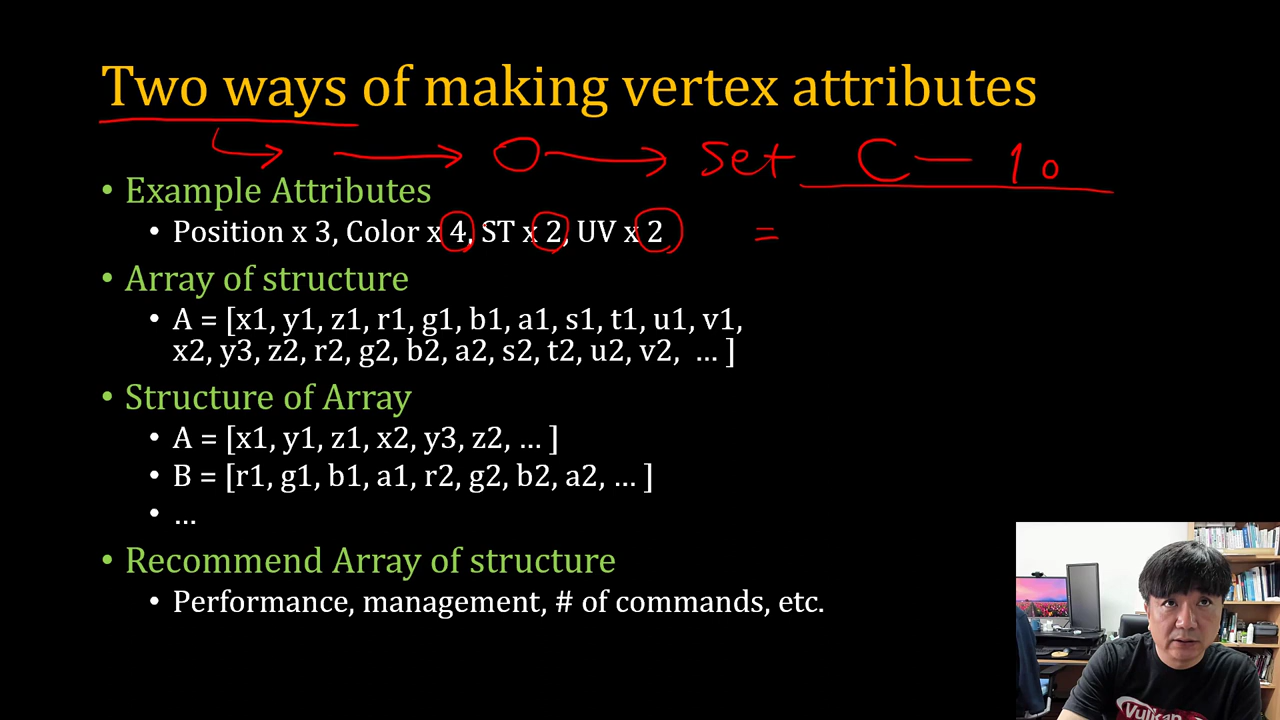 Two ways of making vertex attributes
→ → O → Set C — 10
• Example Attributes
• Position x 3, Color x 4, ST x 2, UV x 2 =
• Array of structure
• A = [x1, y1, z1, r1, g1, b1, a1, s1, t1, u1, v1,
x2, y3, z2, r2, g2, b2, a2, s2, t2, u2, v2, ... ]
• Structure of Array
• A = [x1, y1, z1, x2, y3, z2, ... ]
• B = [r1, g1, b1, a1, r2, g2, b2, a2, ... ]
• ...
• Recommend Array of structure
• Performance, management, # of commands, etc.
Vulkan